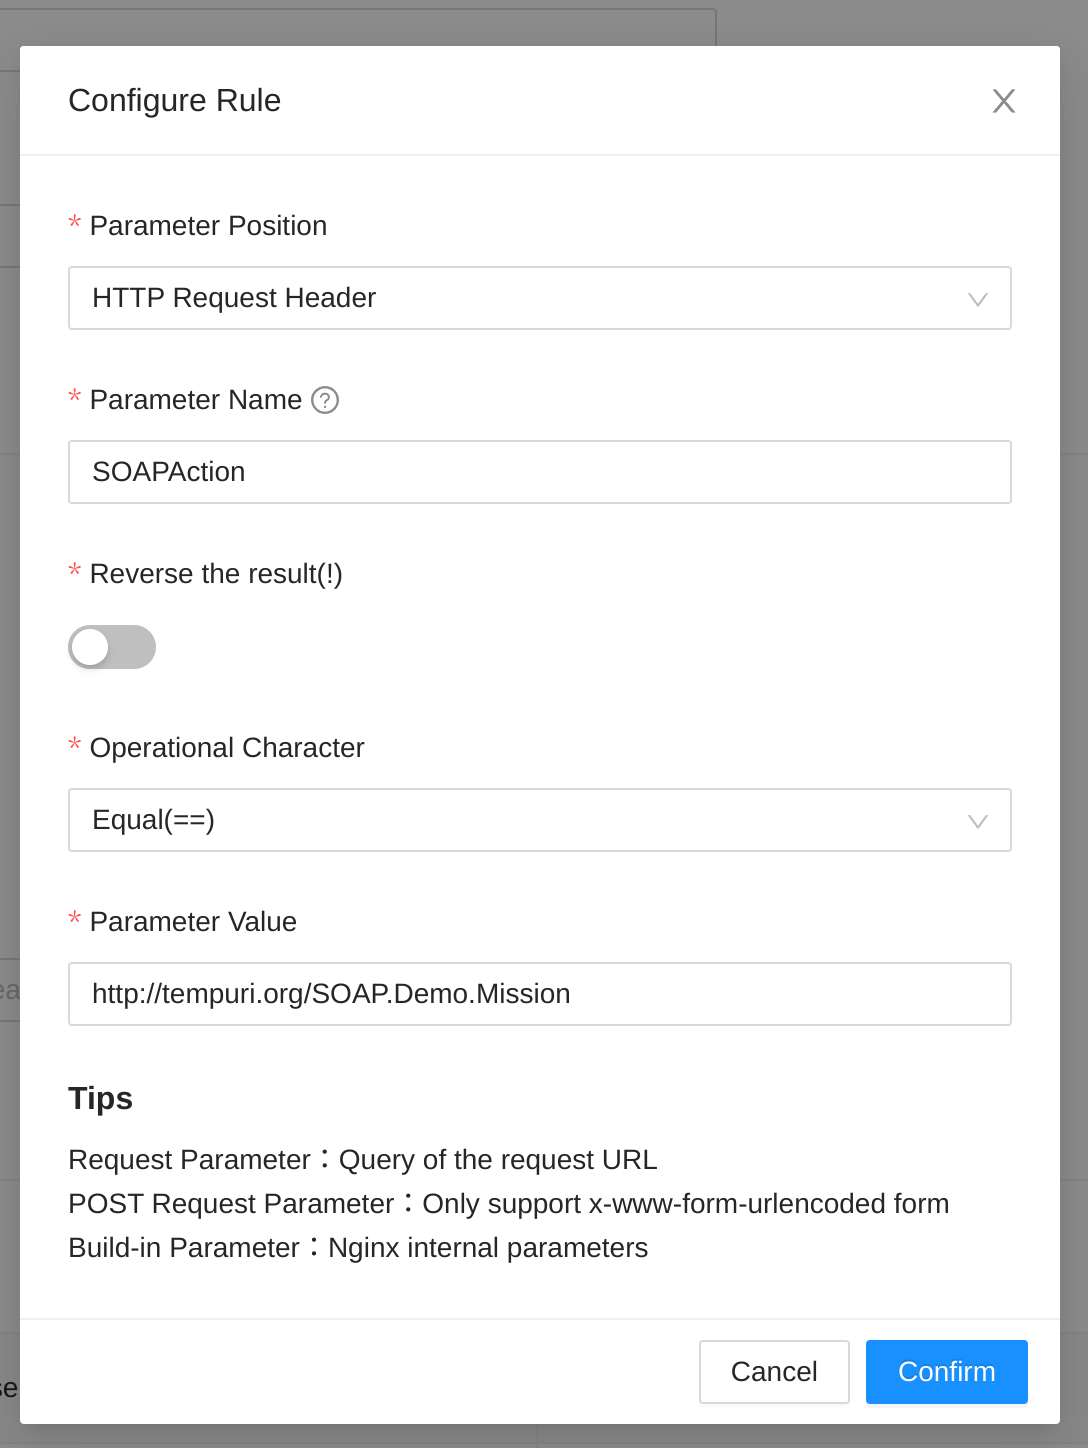 Configure Rule
* Parameter Position
HTTP Request Header
* Parameter Name ?
SOAPAction
* Reverse the result(!)
* Operational Character
Equal(==)
* Parameter Value
http://tempuri.org/SOAP.Demo.Mission
Tips
Request Parameter：Query of the request URL
POST Request Parameter：Only support x-www-form-urlencoded form
Build-in Parameter：Nginx internal parameters
Cancel Confirm